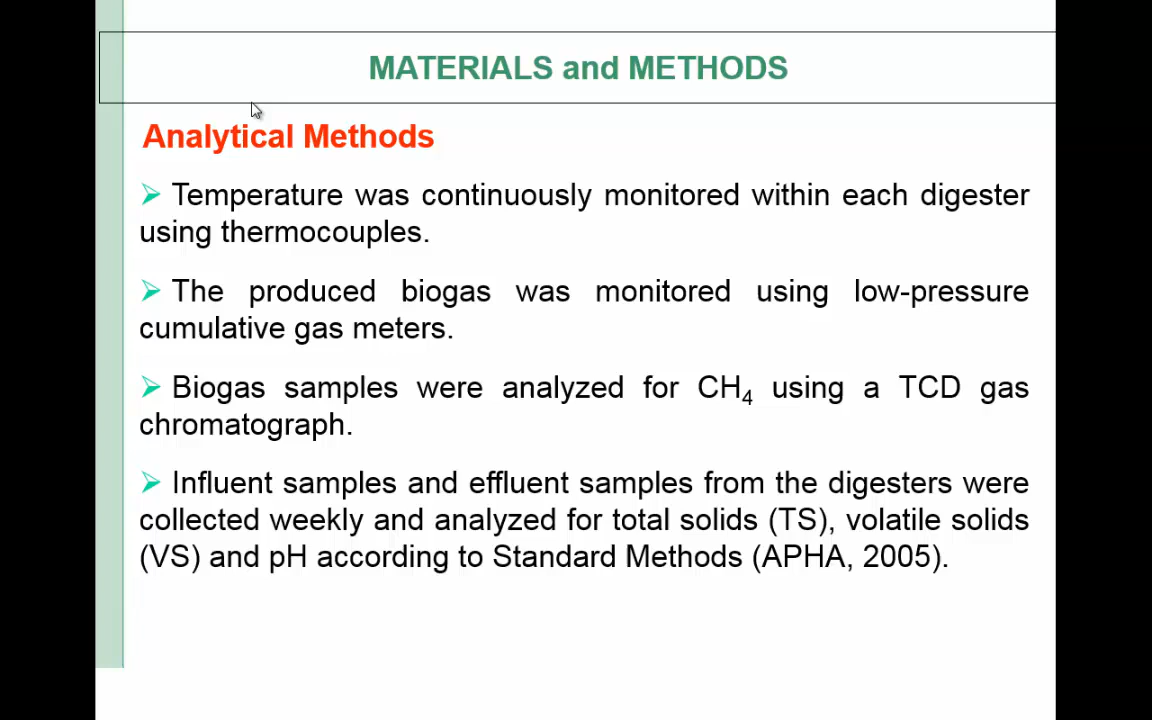 MATERIALS and METHODS
Analytical Methods
➢ Temperature was continuously monitored within each digester
using thermocouples.
➢ The produced biogas was monitored using low-pressure
cumulative gas meters.
➢ Biogas samples were analyzed for CH₄ using a TCD gas
chromatograph.
➢ Influent samples and effluent samples from the digesters were
collected weekly and analyzed for total solids (TS), volatile solids
(VS) and pH according to Standard Methods (APHA, 2005).